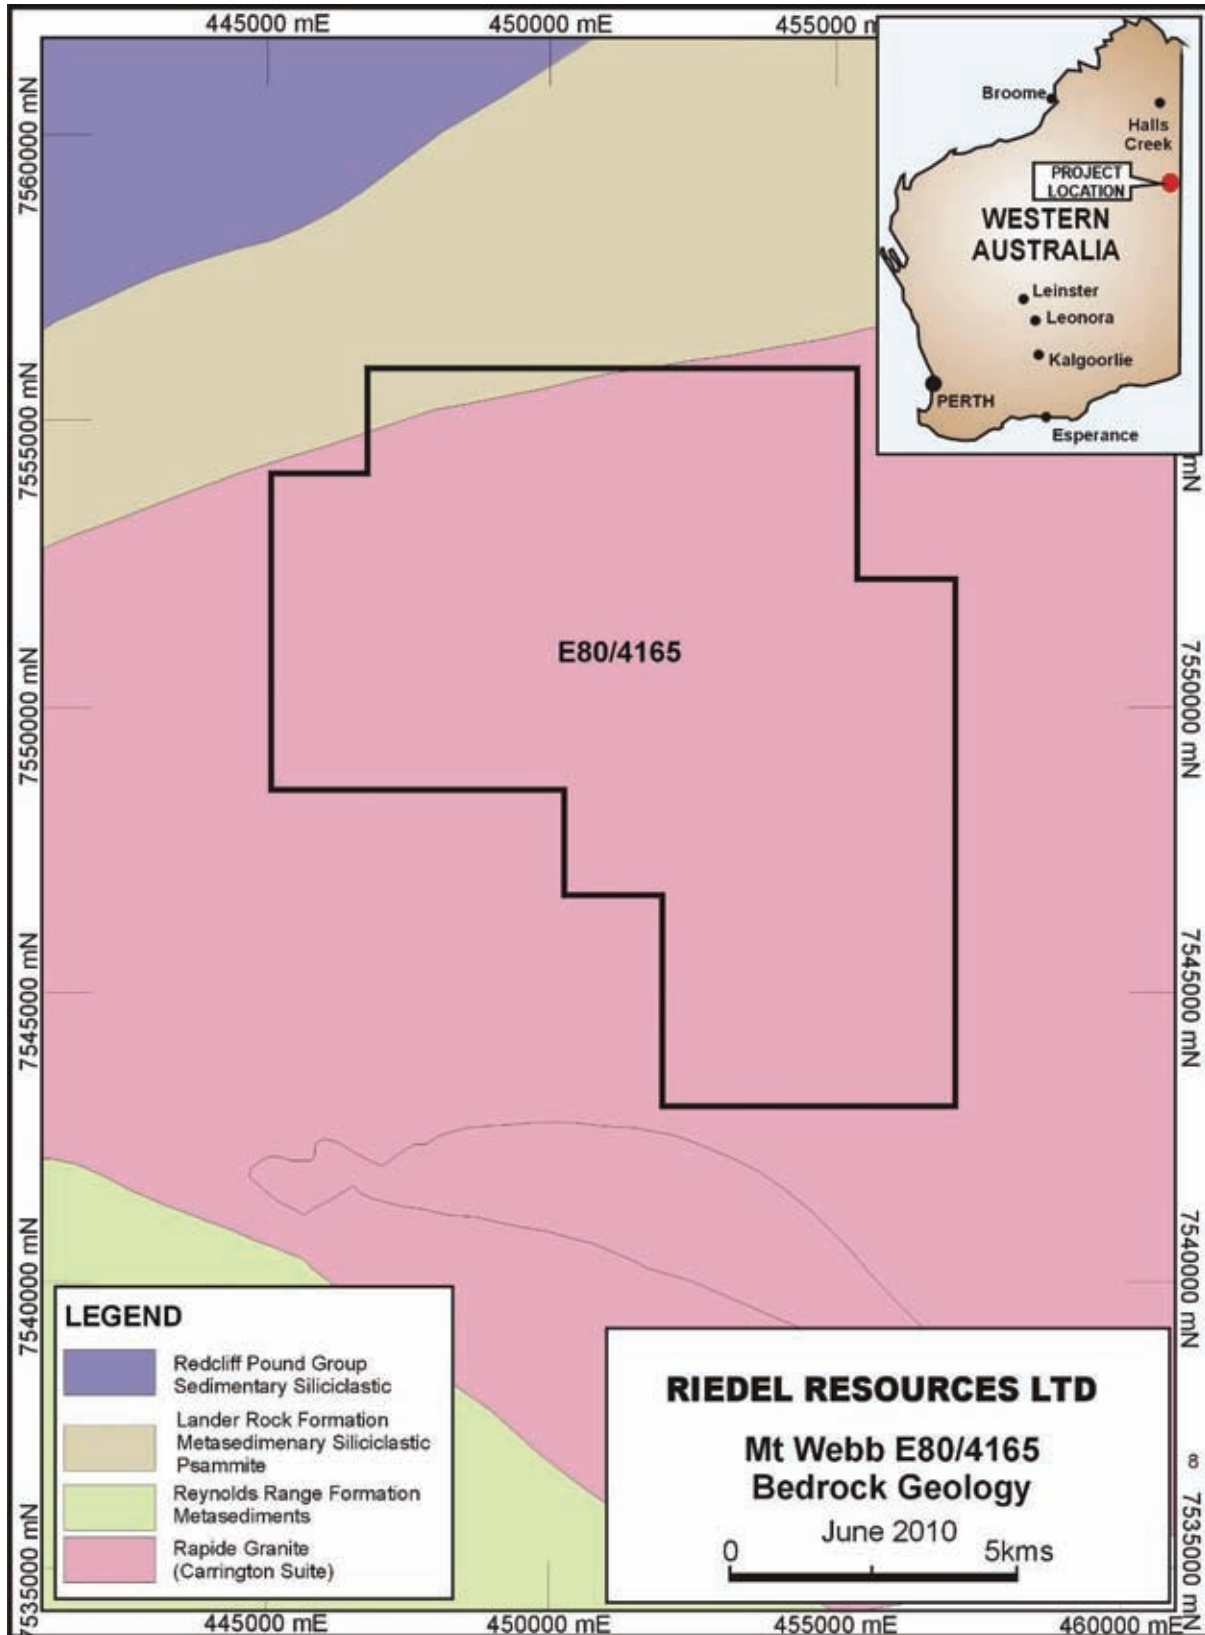 445000 mE
450000 mE
455000 m
7560000 mN
7555000 mN
7550000 mN
7545000 mN
7540000 mN
7535000 mN
Broome
Halls
Creek
PROJECT
LOCATION
WESTERN
AUSTRALIA
Leinster
Leonora
Kalgoorlie
PERTH
Esperance
mN
7550000 mN
7545000 mN
7540000 mN
8
7535000 mN
E80/4165
LEGEND
Redcliff Pound Group
Sedimentary Siliciclastic
Lander Rock Formation
Metasedimenary Siliciclastic
Psammite
Reynolds Range Formation
Metasediments
Rapide Granite
(Carrington Suite)
RIEDEL RESOURCES LTD
Mt Webb E80/4165
Bedrock Geology
June 2010
0 5kms
445000 mE
450000 mE
455000 mE
460000 mE